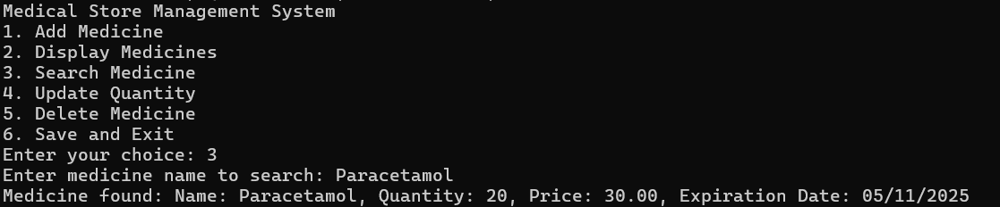 Medical Store Management System
1. Add Medicine
2. Display Medicines
3. Search Medicine
4. Update Quantity
5. Delete Medicine
6. Save and Exit
Enter your choice: 3
Enter medicine name to search: Paracetamol
Medicine found: Name: Paracetamol, Quantity: 20, Price: 30.00, Expiration Date: 05/11/2025